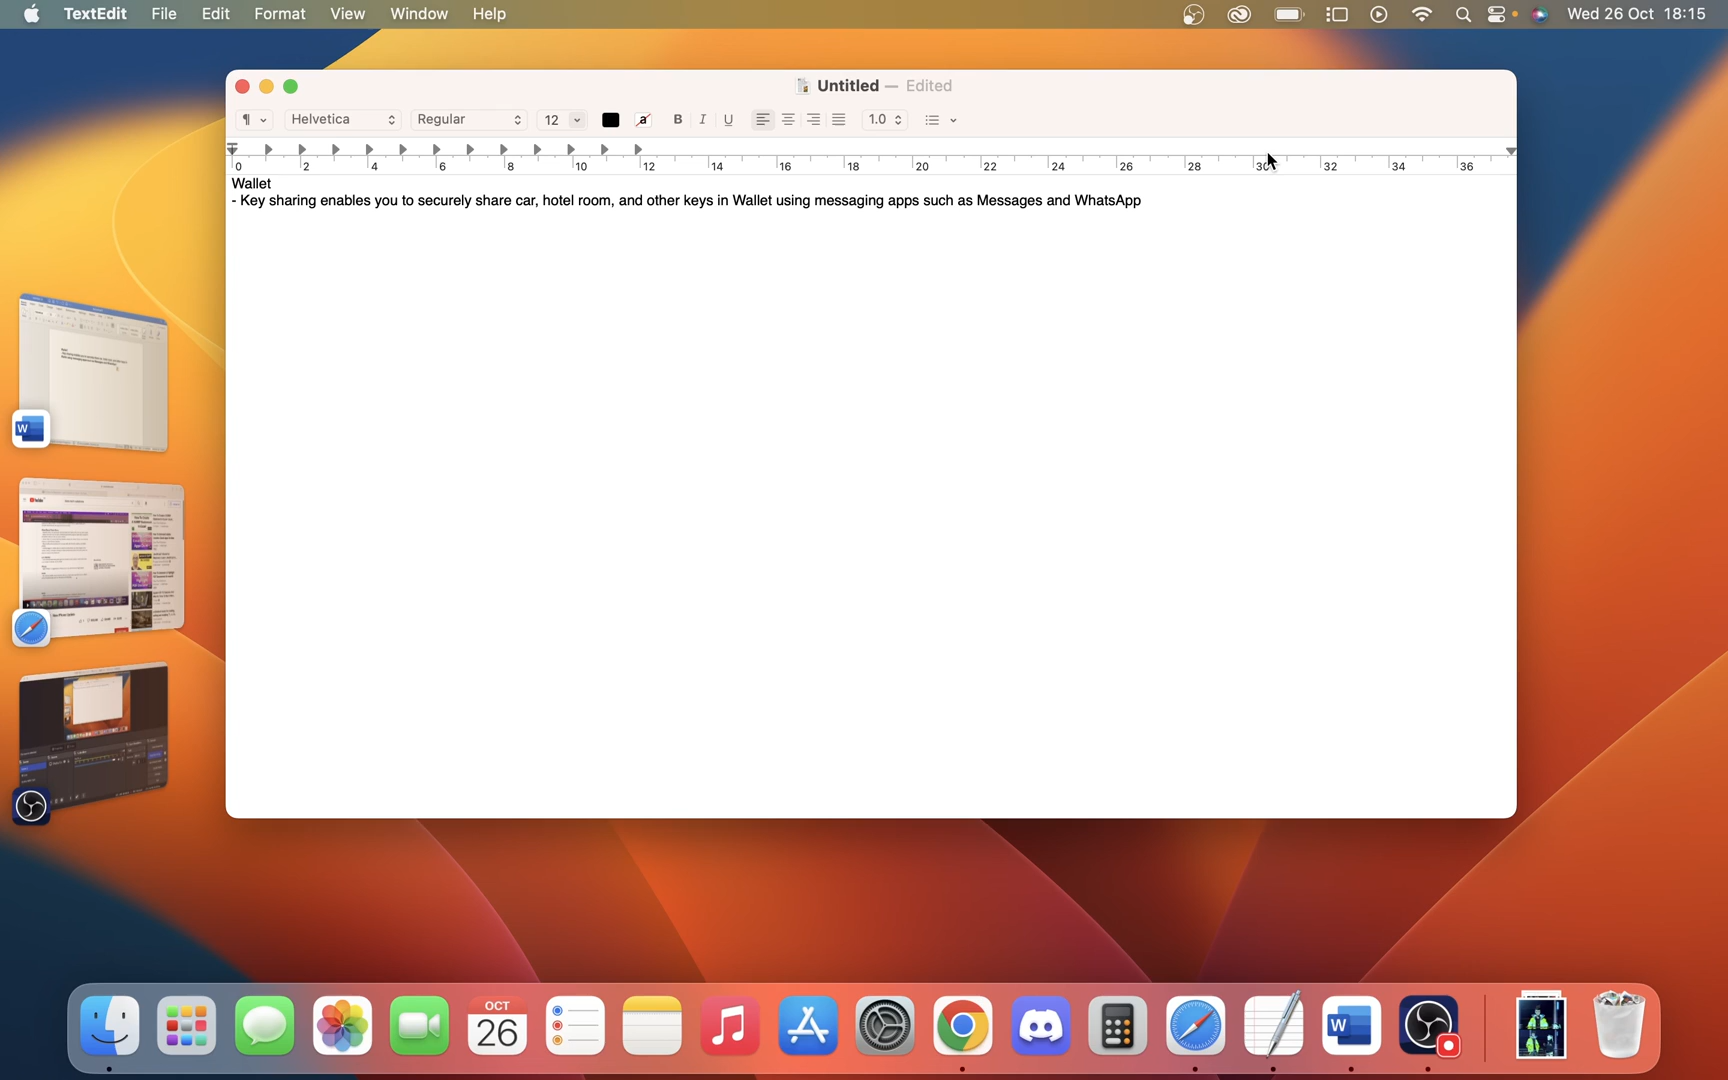 TextEdit File Edit Format View Window Help Wed 26 Oct 18:15
Untitled — Edited
¶ Helvetica Regular 12 a B I U 1.0
0 2 4 6 8 10 12 14 16 18 20 22 24 26 28 30 32 34 36
Wallet
- Key sharing enables you to securely share car, hotel room, and other keys in Wallet using messaging apps such as Messages and WhatsApp
W
OCT
26
W